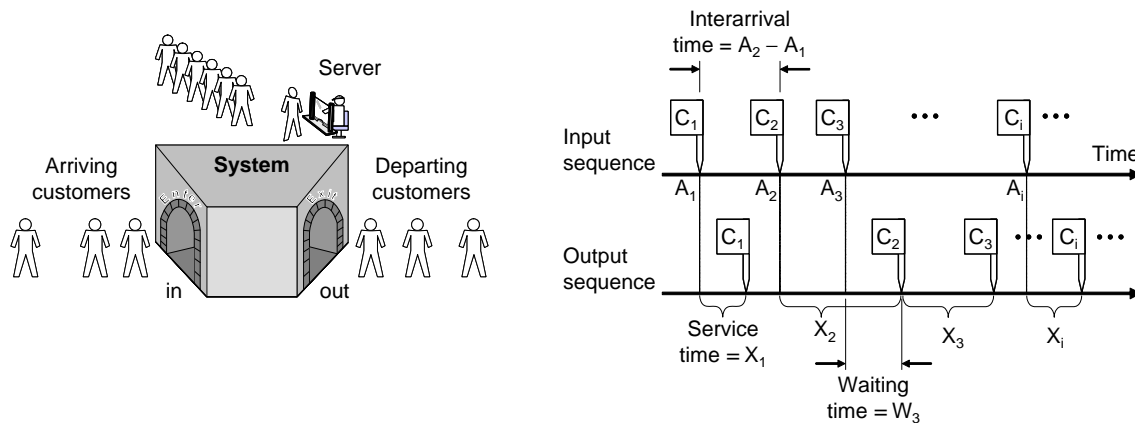 Server
Arriving
customers
System
Departing
customers
Enter
Exit
in
out
Interarrival
time = A₂ – A₁
C₁
C₂
C₃
•••
Cᵢ
•••
Input
sequence
Time
A₁
A₂
A₃
Aᵢ
C₁
C₂
C₃
•••
Cᵢ
•••
Output
sequence
Service
time = X₁
X₂
X₃
Xᵢ
Waiting
time = W₃